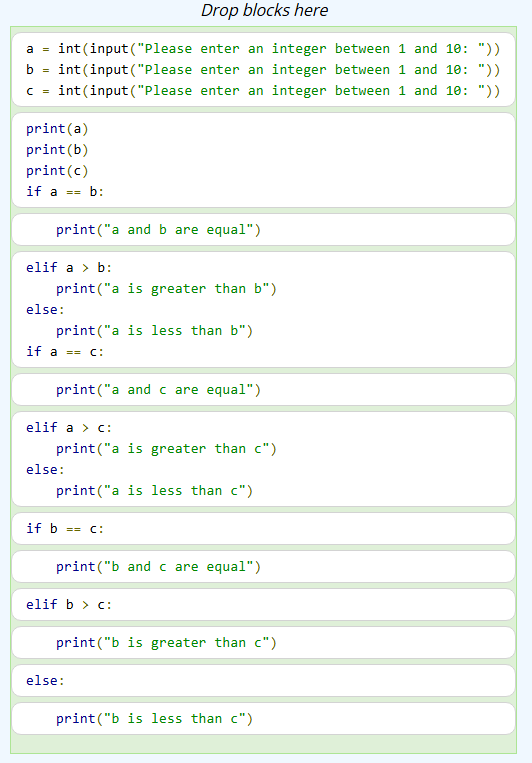 Drop blocks here
a = int(input("Please enter an integer between 1 and 10: "))
b = int(input("Please enter an integer between 1 and 10: "))
c = int(input("Please enter an integer between 1 and 10: "))
print(a)
print(b)
print(c)
if a == b:
    print("a and b are equal")
elif a > b:
    print("a is greater than b")
else:
    print("a is less than b")
if a == c:
    print("a and c are equal")
elif a > c:
    print("a is greater than c")
else:
    print("a is less than c")
if b == c:
    print("b and c are equal")
elif b > c:
    print("b is greater than c")
else:
    print("b is less than c")